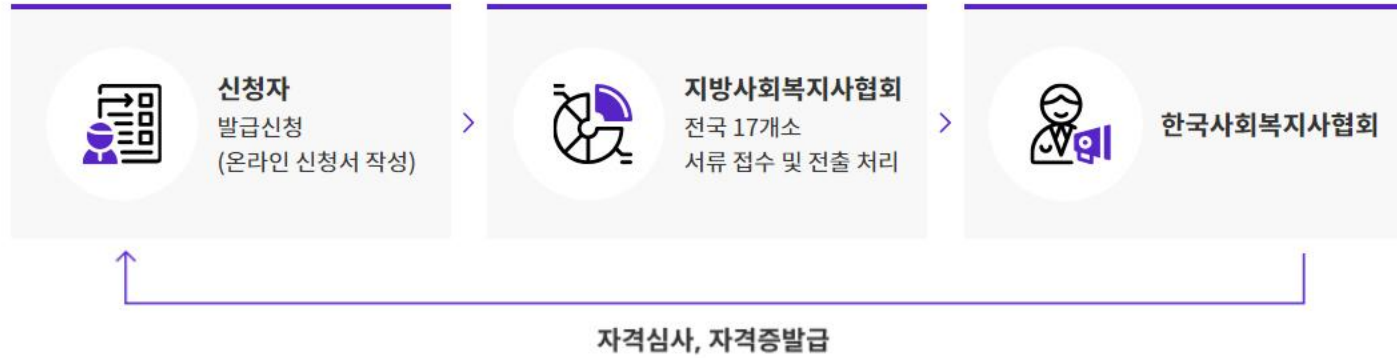 신청자
발급신청
(온라인 신청서 작성)
지방사회복지사협회
전국 17개소
서류 접수 및 전출 처리
한국사회복지사협회
자격심사, 자격증발급